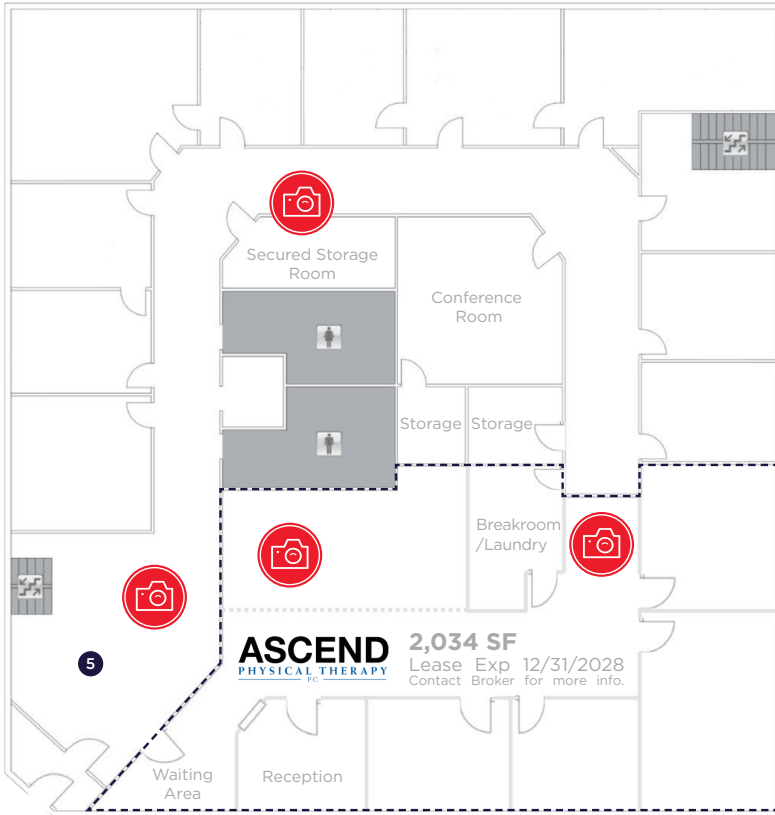 Secured Storage
Room
Conference
Room
Storage
Storage
Breakroom
/Laundry
5
ASCEND
PHYSICAL THERAPY
PC
2,034 SF
Lease Exp 12/31/2028
Contact Broker for more info.
Waiting
Area
Reception